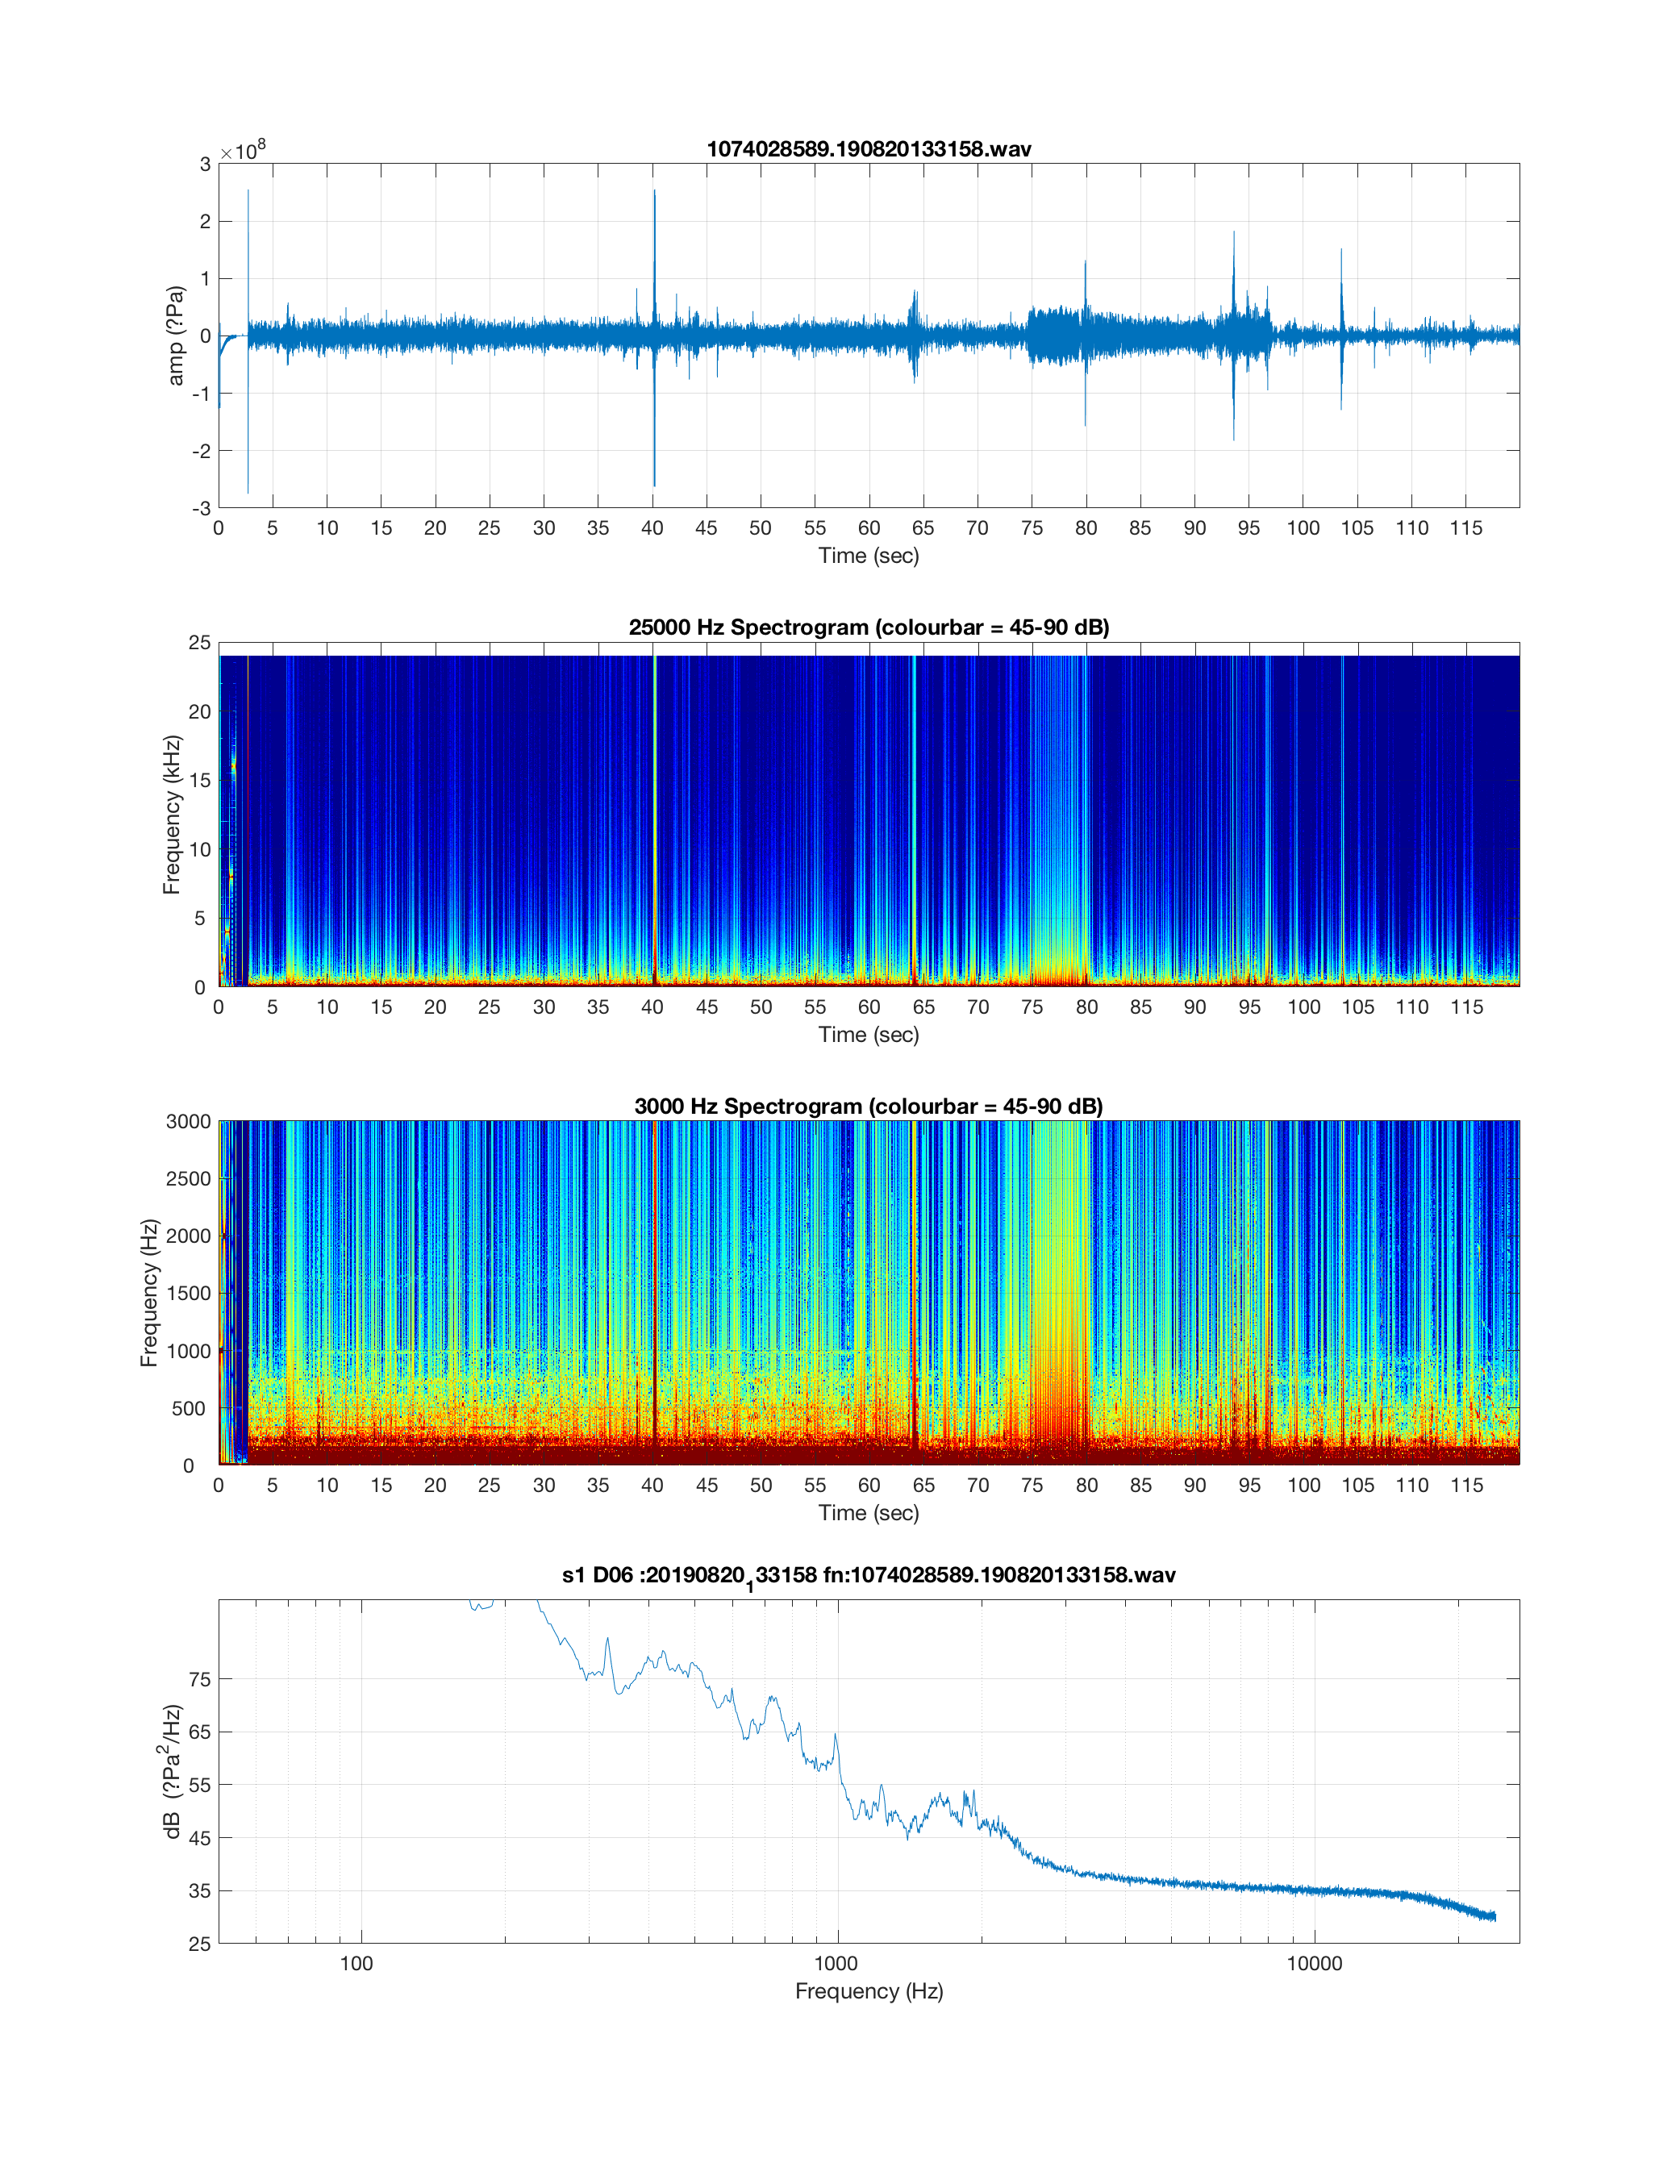 1074028589.190820133158.wav
×10^8
3
2
1
0
-1
-2
-3
amp (?Pa)
0 5 10 15 20 25 30 35 40 45 50 55 60 65 70 75 80 85 90 95 100 105 110 115
Time (sec)
25000 Hz Spectrogram (colourbar = 45-90 dB)
25
20
15
10
5
0
Frequency (kHz)
0 5 10 15 20 25 30 35 40 45 50 55 60 65 70 75 80 85 90 95 100 105 110 115
Time (sec)
3000 Hz Spectrogram (colourbar = 45-90 dB)
3000
2500
2000
1500
1000
500
0
Frequency (Hz)
0 5 10 15 20 25 30 35 40 45 50 55 60 65 70 75 80 85 90 95 100 105 110 115
Time (sec)
s1 D06 :20190820_133158 fn:1074028589.190820133158.wav
75
65
55
45
35
25
dB (?Pa²/Hz)
100 1000 10000
Frequency (Hz)